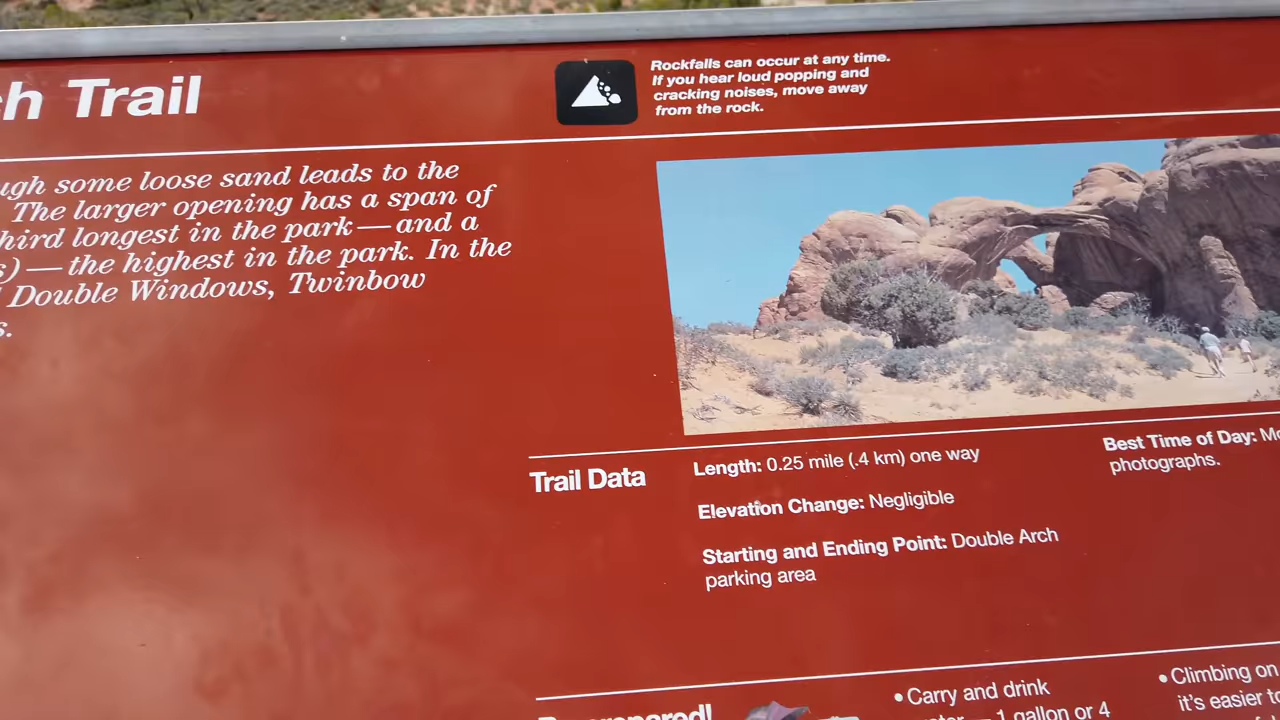 Trail
Rockfalls can occur at any time.
If you hear loud popping and
cracking noises, move away
from the rock.
some loose sand leads to the
The larger opening has a span of
longest in the park — and a
— the highest in the park. In the
Double Windows, Twinbow
Trail Data
Length: 0.25 mile (.4 km) one way
Elevation Change: Negligible
Starting and Ending Point: Double Arch
parking area
Best Time of Day:
photographs.
• Carry and drink
1 gallon or 4
• Climbing on
it's easier